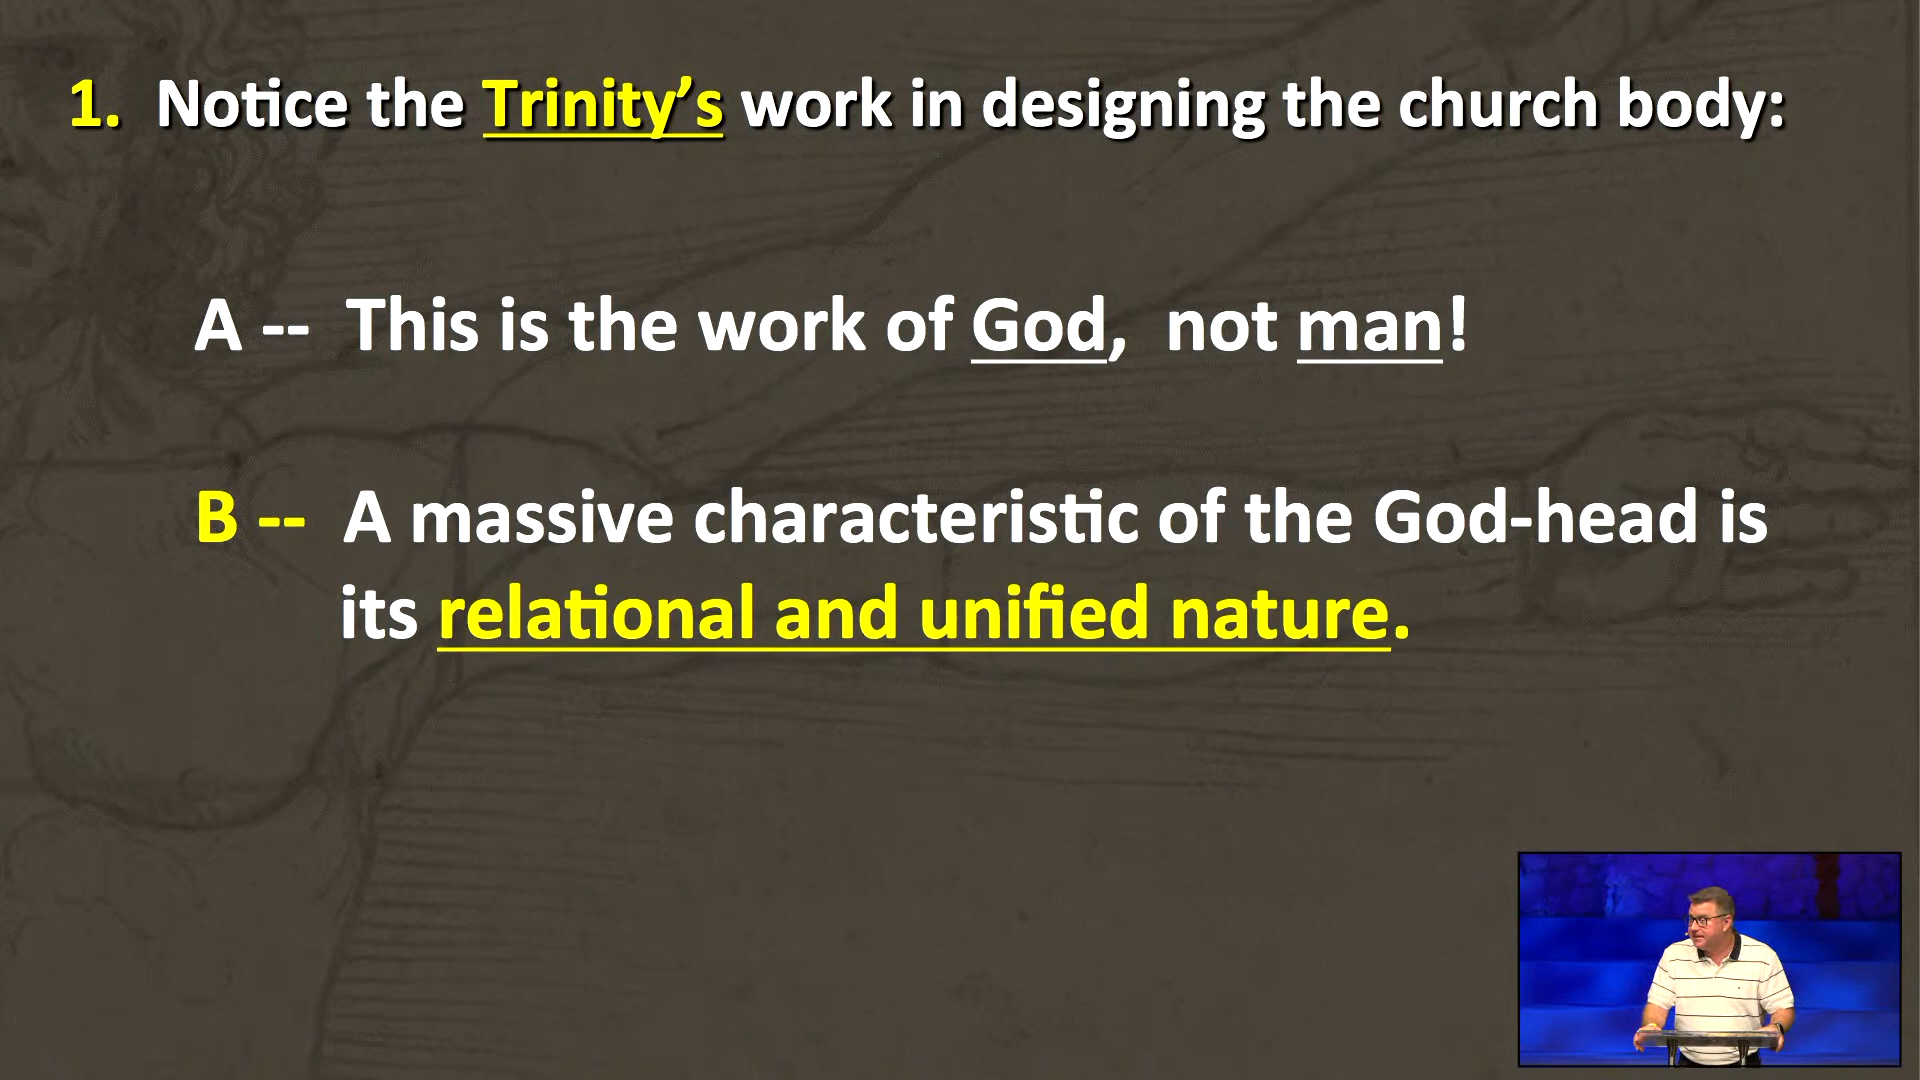 1. Notice the Trinity’s work in designing the church body:
A -- This is the work of God, not man!
B -- A massive characteristic of the God-head is
its relational and unified nature.